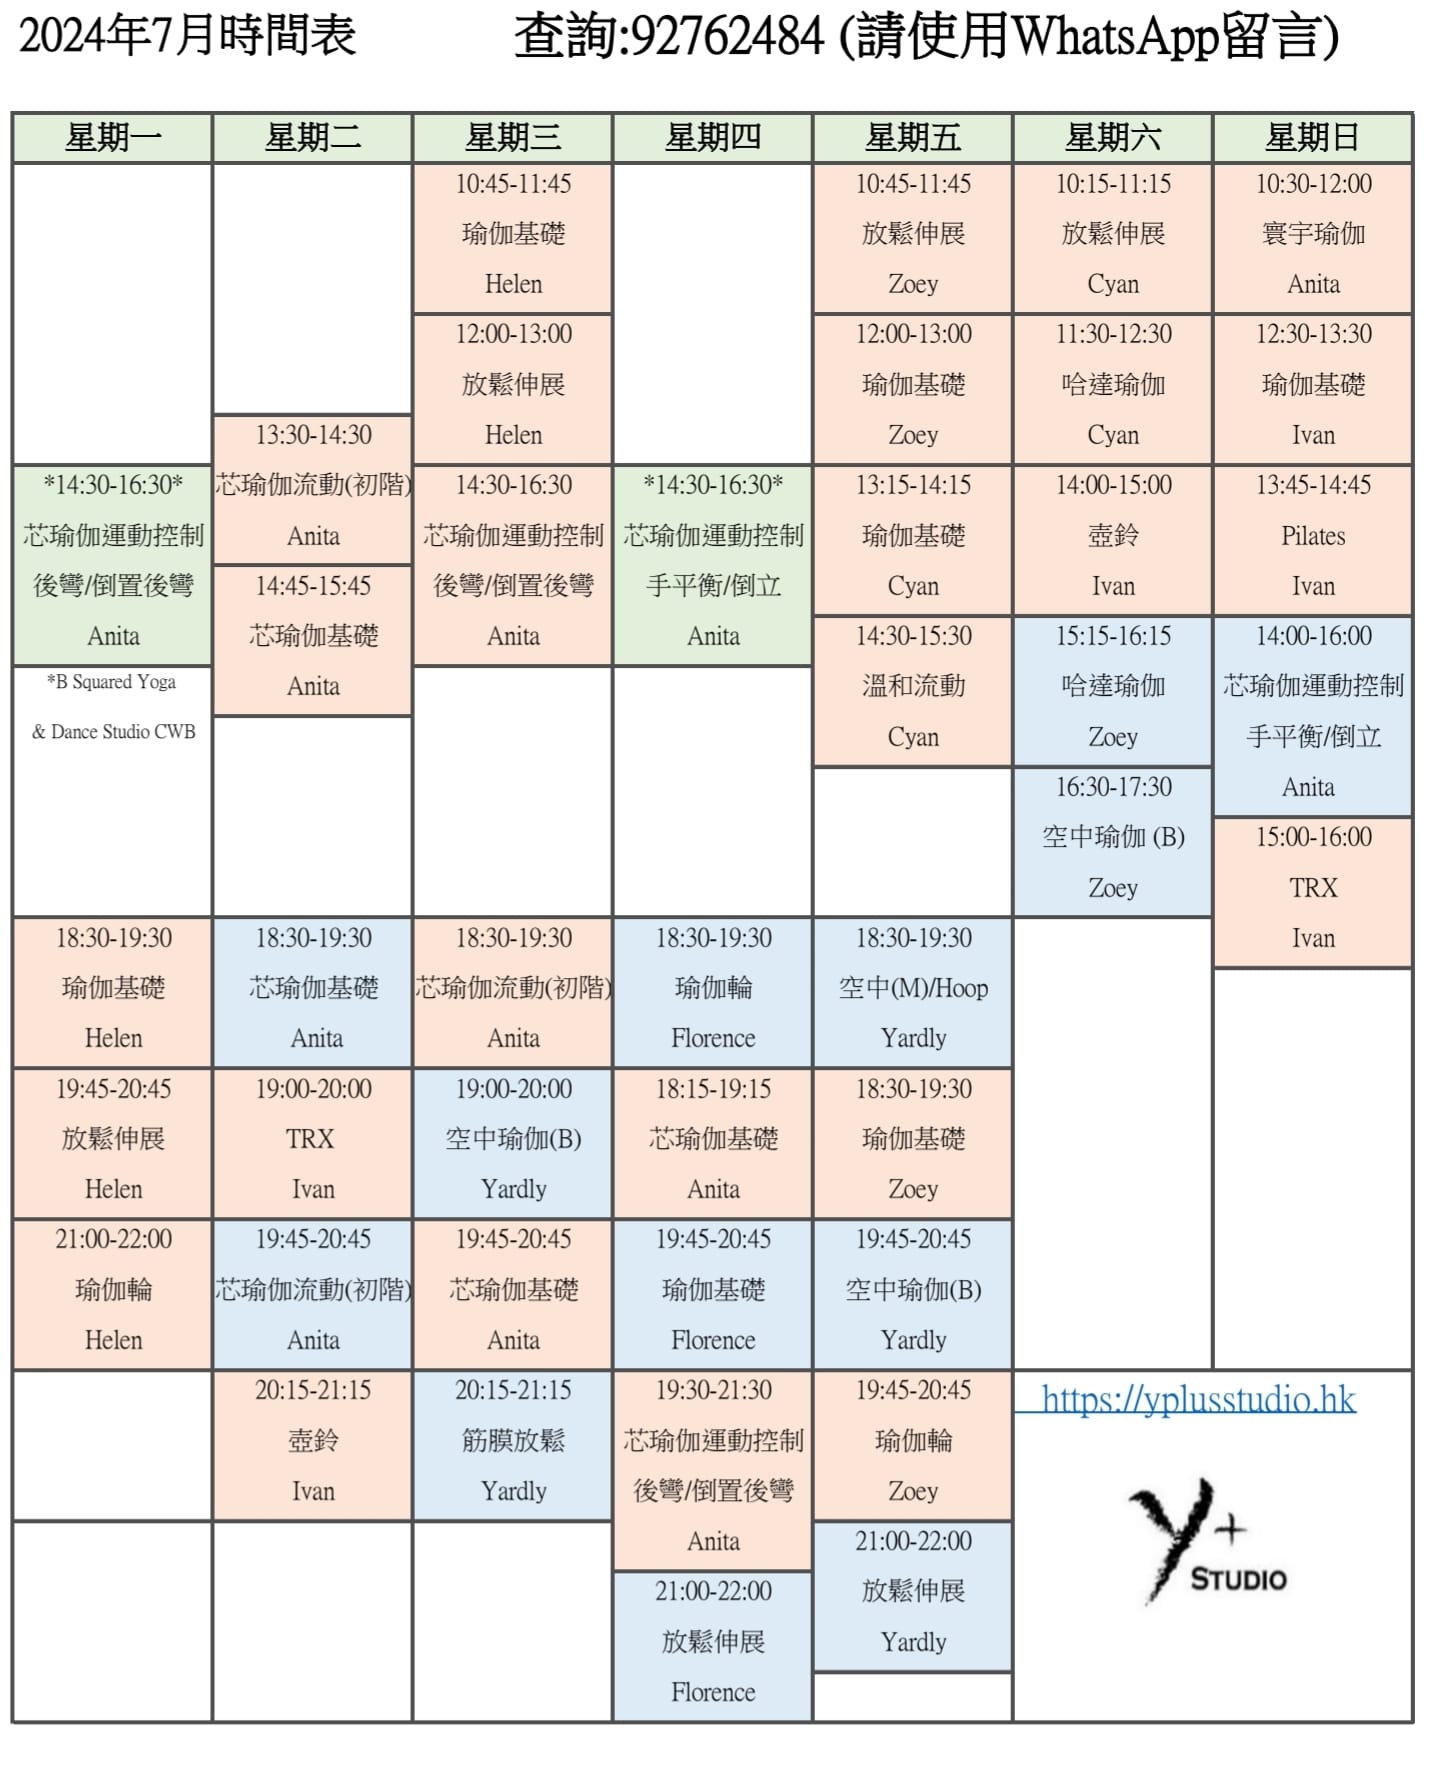 2024年7月時間表
查詢:92762484 (請使用WhatsApp留言)
星期一
星期二
星期三
星期四
星期五
星期六
星期日
*14:30-16:30*
芯瑜伽運動控制
後彎/倒置後彎
Anita
*B Squared Yoga
& Dance Studio CWB
18:30-19:30
瑜伽基礎
Helen
19:45-20:45
放鬆伸展
Helen
21:00-22:00
瑜伽輪
Helen
13:30-14:30
芯瑜伽流動(初階)
Anita
14:45-15:45
芯瑜伽基礎
Anita
18:30-19:30
芯瑜伽基礎
Anita
19:00-20:00
TRX
Ivan
19:45-20:45
芯瑜伽流動(初階)
Anita
20:15-21:15
壺鈴
Ivan
10:45-11:45
瑜伽基礎
Helen
12:00-13:00
放鬆伸展
Helen
14:30-16:30
芯瑜伽運動控制
後彎/倒置後彎
Anita
18:30-19:30
芯瑜伽流動(初階)
Anita
19:00-20:00
空中瑜伽(B)
Yardly
19:45-20:45
芯瑜伽基礎
Anita
20:15-21:15
筋膜放鬆
Yardly
*14:30-16:30*
芯瑜伽運動控制
手平衡/倒立
Anita
18:30-19:30
瑜伽輪
Florence
18:15-19:15
芯瑜伽基礎
Anita
19:45-20:45
瑜伽基礎
Florence
19:30-21:30
芯瑜伽運動控制
後彎/倒置後彎
Anita
21:00-22:00
放鬆伸展
Florence
10:45-11:45
放鬆伸展
Zoey
12:00-13:00
瑜伽基礎
Zoey
13:15-14:15
瑜伽基礎
Cyan
14:30-15:30
溫和流動
Cyan
18:30-19:30
空中(M)/Hoop
Yardly
18:30-19:30
瑜伽基礎
Zoey
19:45-20:45
空中瑜伽(B)
Yardly
19:45-20:45
瑜伽輪
Zoey
21:00-22:00
放鬆伸展
Yardly
10:15-11:15
放鬆伸展
Cyan
11:30-12:30
哈達瑜伽
Cyan
14:00-15:00
壺鈴
Ivan
15:15-16:15
哈達瑜伽
Zoey
16:30-17:30
空中瑜伽 (B)
Zoey
10:30-12:00
寰宇瑜伽
Anita
12:30-13:30
瑜伽基礎
Ivan
13:45-14:45
Pilates
Ivan
14:00-16:00
芯瑜伽運動控制
手平衡/倒立
Anita
15:00-16:00
TRX
Ivan
https://yplusstudio.hk
Y+
STUDIO